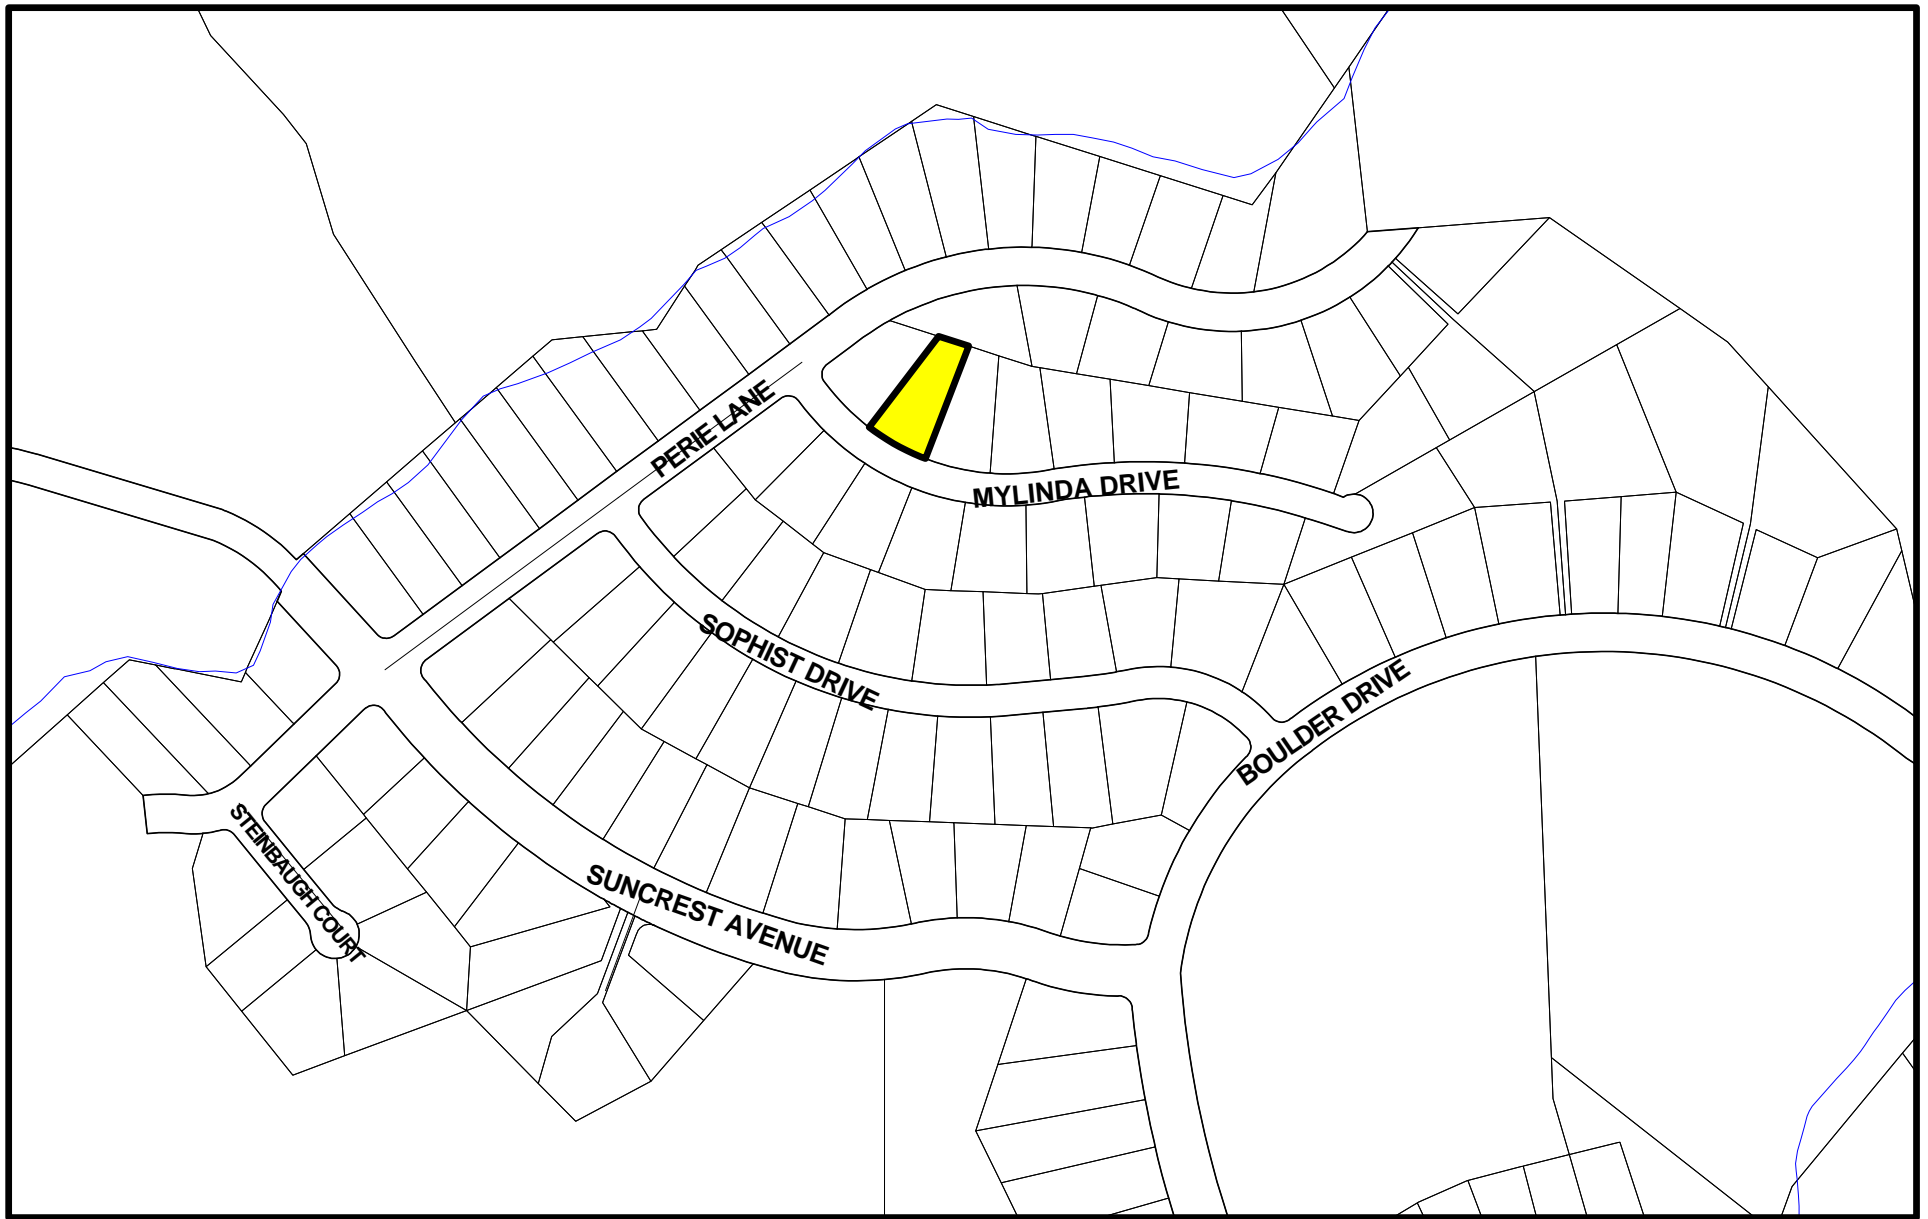 PERIE LANE
MYLINDA DRIVE
SOPHIST DRIVE
BOULDER DRIVE
STEINBAUGH COURT
SUNCREST AVENUE